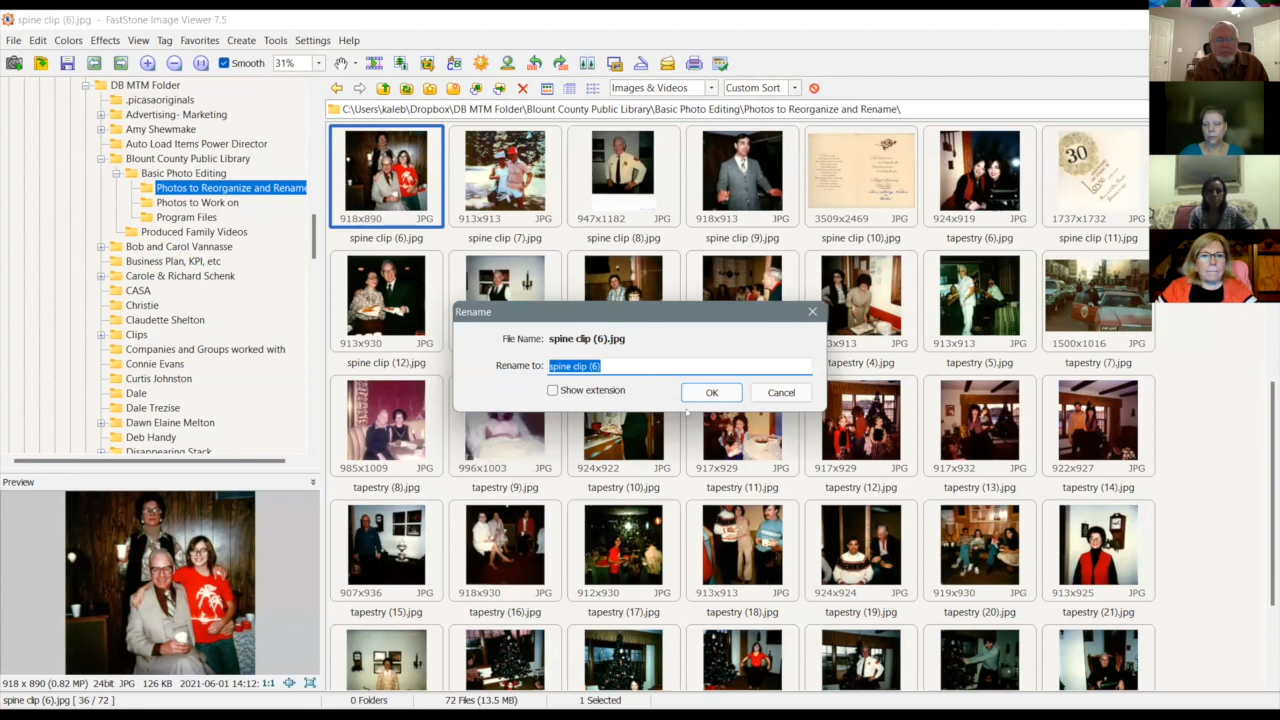 spine clip (6).jpg - FastStone Image Viewer 7.5
File Edit Colors Effects View Tag Favorites Create Tools Settings Help
Smooth 31%
Images & Videos Custom Sort
C:\Users\kaleb\Dropbox\DB MTM Folder\Blount County Public Library\Basic Photo Editing\Photos to Reorganize and Rename\
DB MTM Folder
.picasaoriginals
Advertising- Marketing
Amy Shewmake
Auto Load Items Power Director
Blount County Public Library
Basic Photo Editing
Photos to Reorganize and Rename
Photos to Work on
Program Files
Produced Family Videos
Bob and Carol Vannasse
Business Plan, KPI, etc
Carole & Richard Schenk
CASA
Christie
Claudette Shelton
Clips
Companies and Groups worked with
Connie Evans
Curtis Johnston
Dale
Dale Trezise
Dawn Elaine Melton
Deb Handy
Disappearing Stack
918x890 JPG 913x913 JPG 947x1182 JPG 918x913 JPG 3509x2469 JPG 924x919 JPG 1737x1732 JPG
spine clip (6).jpg spine clip (7).jpg spine clip (8).jpg spine clip (9).jpg spine clip (10).jpg tapestry (6).jpg spine clip (11).jpg
30
913x930 JPG
x913 JPG 913x913 JPG 1500x1016 JPG
spine clip (12).jpg
tapestry (4).jpg tapestry (5).jpg tapestry (7).jpg
Rename
File Name: spine clip (6).jpg
Rename to: spine clip (6)
Show extension
OK Cancel
985x1009 JPG 996x1003 JPG 924x922 JPG 917x929 JPG 917x929 JPG 917x932 JPG 922x927 JPG
tapestry (8).jpg tapestry (9).jpg tapestry (10).jpg tapestry (11).jpg tapestry (12).jpg tapestry (13).jpg tapestry (14).jpg
907x936 JPG 918x930 JPG 912x930 JPG 913x913 JPG 924x924 JPG 919x930 JPG 913x925 JPG
tapestry (15).jpg tapestry (16).jpg tapestry (17).jpg tapestry (18).jpg tapestry (19).jpg tapestry (20).jpg tapestry (21).jpg
Preview
918 x 890 (0.82 MP) 24bit JPG 126 KB 2021-06-01 14:12: 1:1
spine clip (6).jpg [ 36 / 72 ] 0 Folders 72 Files (13.5 MB) 1 Selected